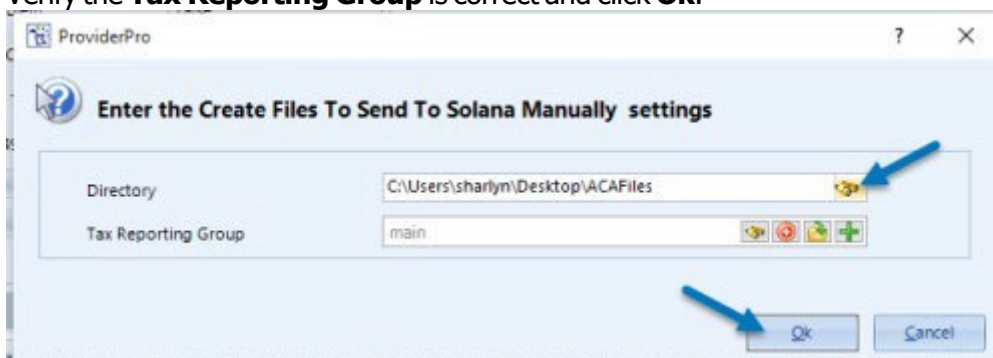 Verify the Tax Reporting Group is correct and click Ok.
ProviderPro ?
Enter the Create Files To Send To Solana Manually settings
Directory C:\Users\sharlyn\Desktop\ACAFiles
Tax Reporting Group main
Ok Cancel